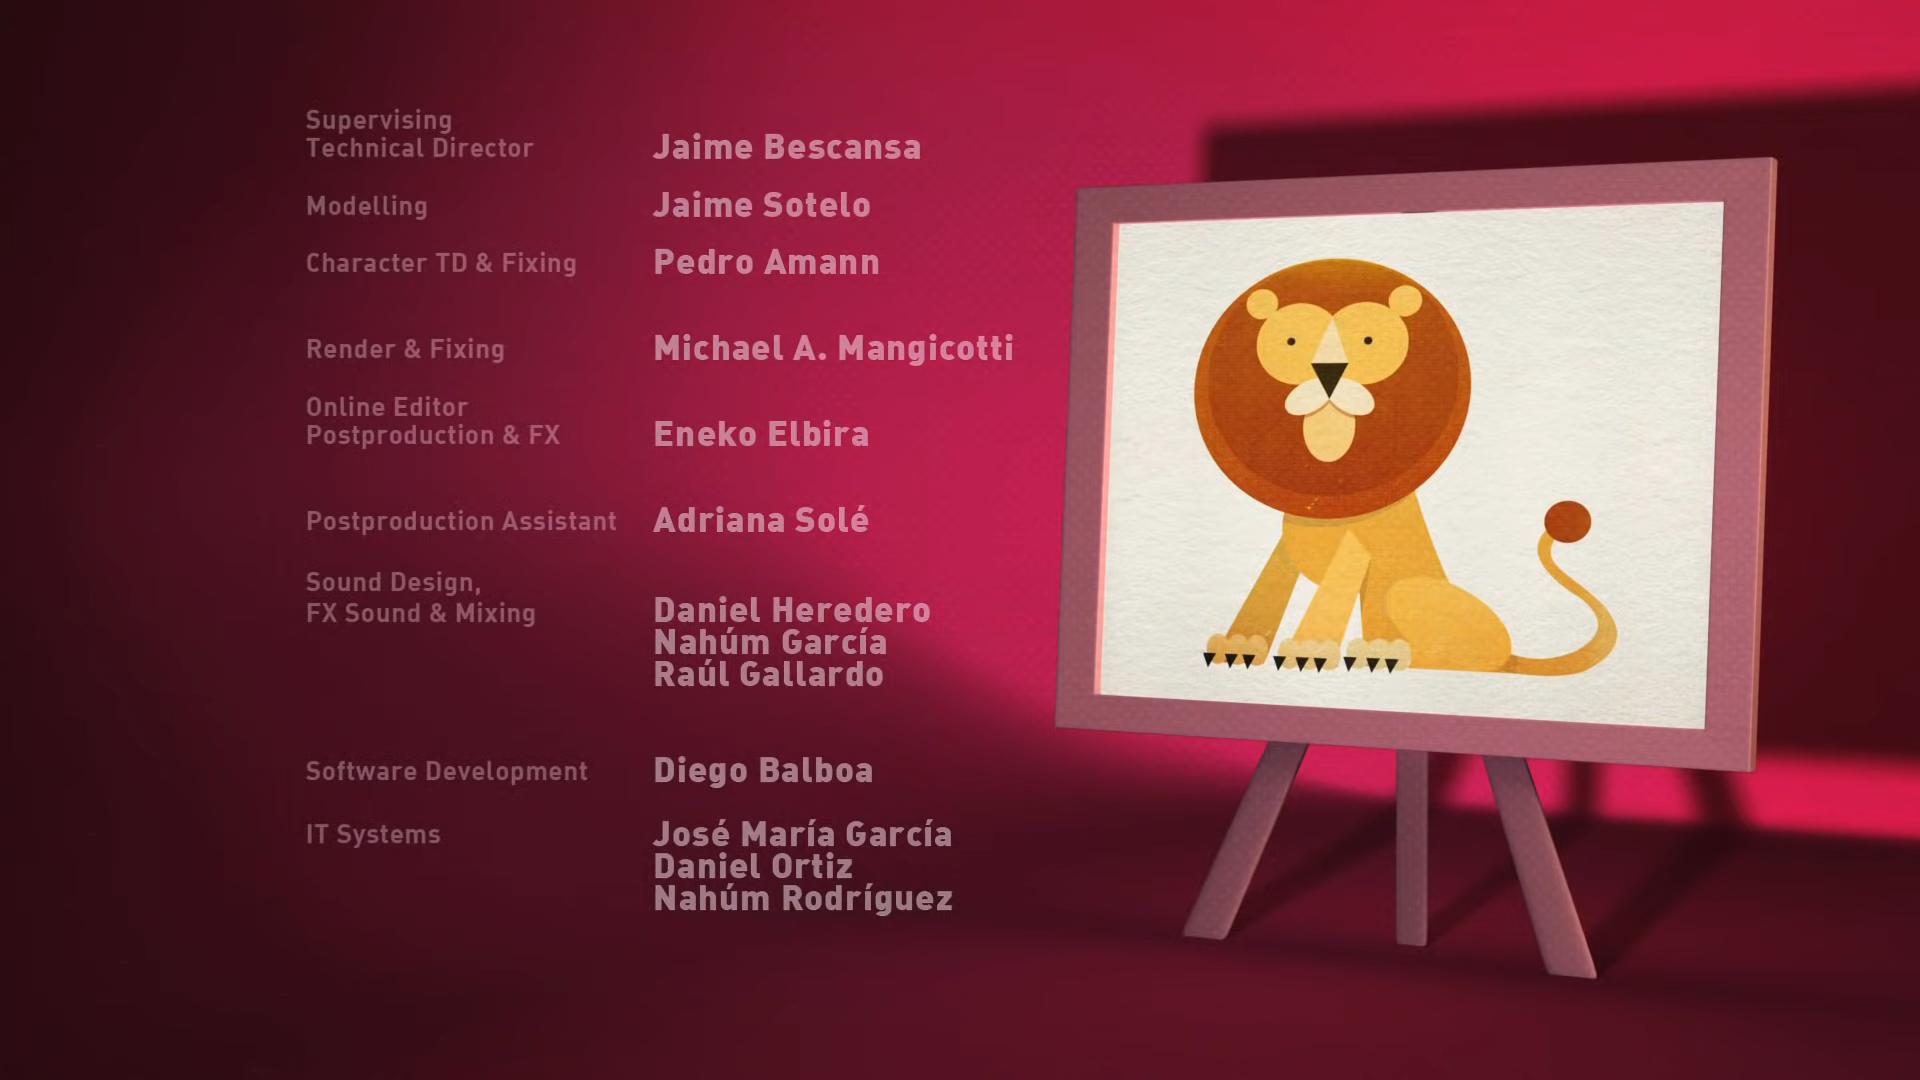 Supervising
Technical Director
Jaime Bescansa
Modelling
Jaime Sotelo
Character TD & Fixing
Pedro Amann
Render & Fixing
Michael A. Mangicotti
Online Editor
Postproduction & FX
Eneko Elbira
Postproduction Assistant
Adriana Solé
Sound Design,
FX Sound & Mixing
Daniel Heredero
Nahúm García
Raúl Gallardo
Software Development
Diego Balboa
IT Systems
José María García
Daniel Ortiz
Nahúm Rodríguez